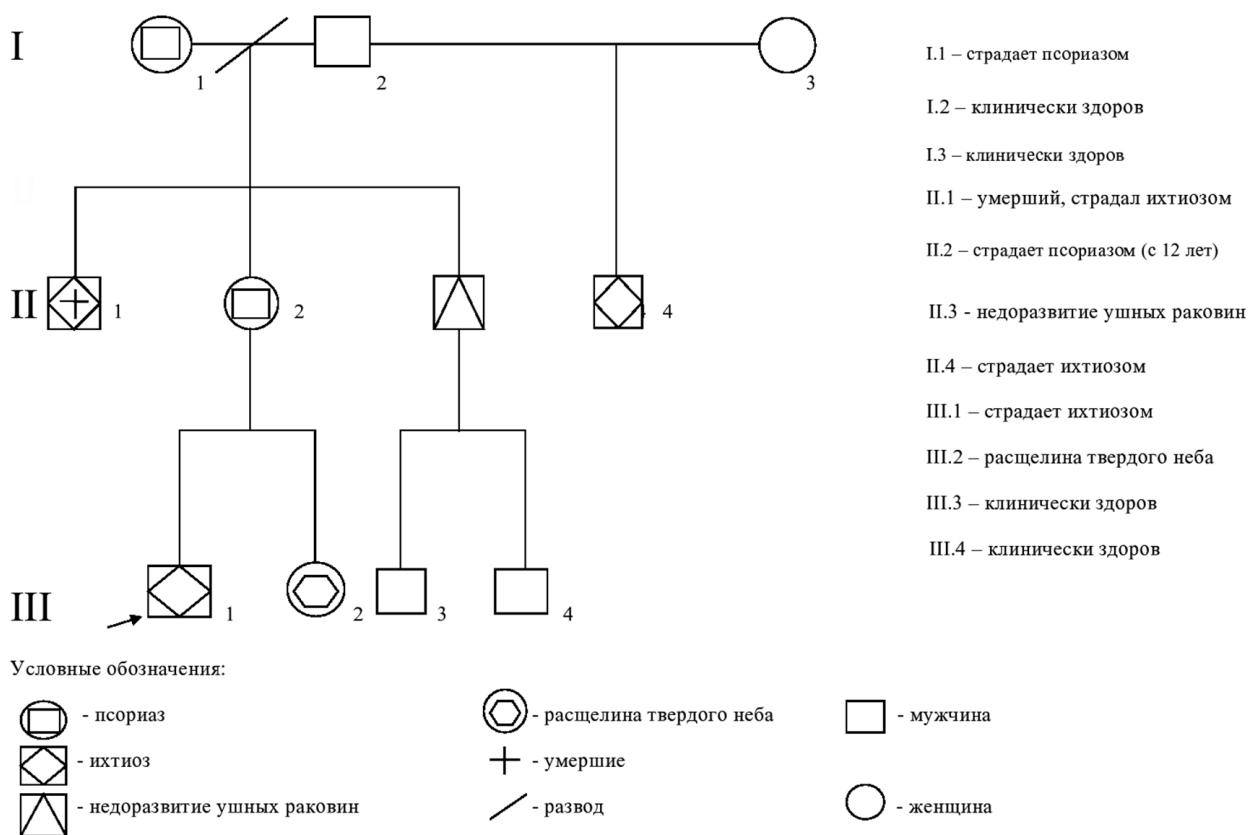 I
1
2
3
II
1
2
4
III
1
2
3
4
I.1 – страдает псориазом
I.2 – клинически здоров
I.3 – клинически здоров
II.1 – умерший, страдал ихтиозом
II.2 – страдает псориазом (с 12 лет)
II.3 - недоразвитие ушных раковин
II.4 – страдает ихтиозом
III.1 – страдает ихтиозом
III.2 – расщелина твердого неба
III.3 – клинически здоров
III.4 – клинически здоров
Условные обозначения:
- псориаз
- ихтиоз
- недоразвитие ушных раковин
- расщелина твердого неба
- умершие
- развод
- мужчина
- женщина